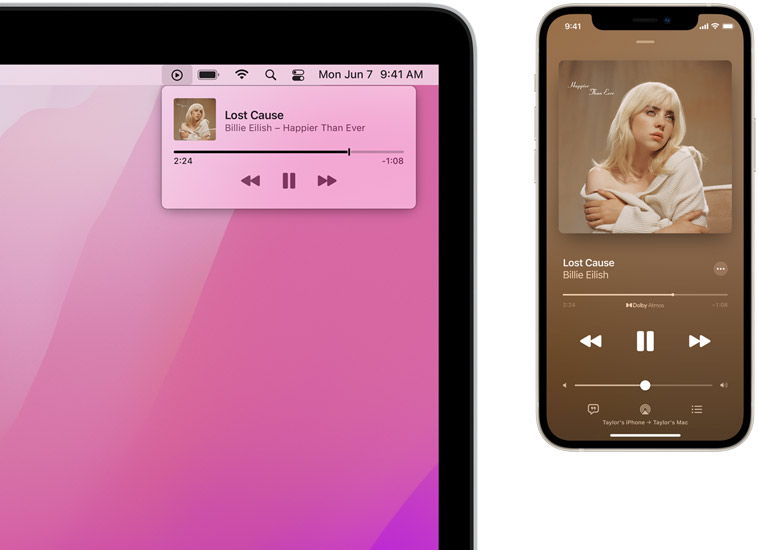 Mon Jun 7 9:41 AM
Lost Cause
Billie Eilish – Happier Than Ever
2:24 -1:08
9:41
Happier
Than Ever
Lost Cause
Billie Eilish
2:24 Dolby Atmos -1:08
Taylor's iPhone → Taylor's Mac